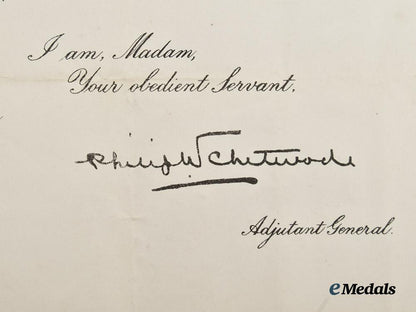 I am, Madam,
Your obedient Servant,
Philip W Chetwode
Adjutant General.
eMedals